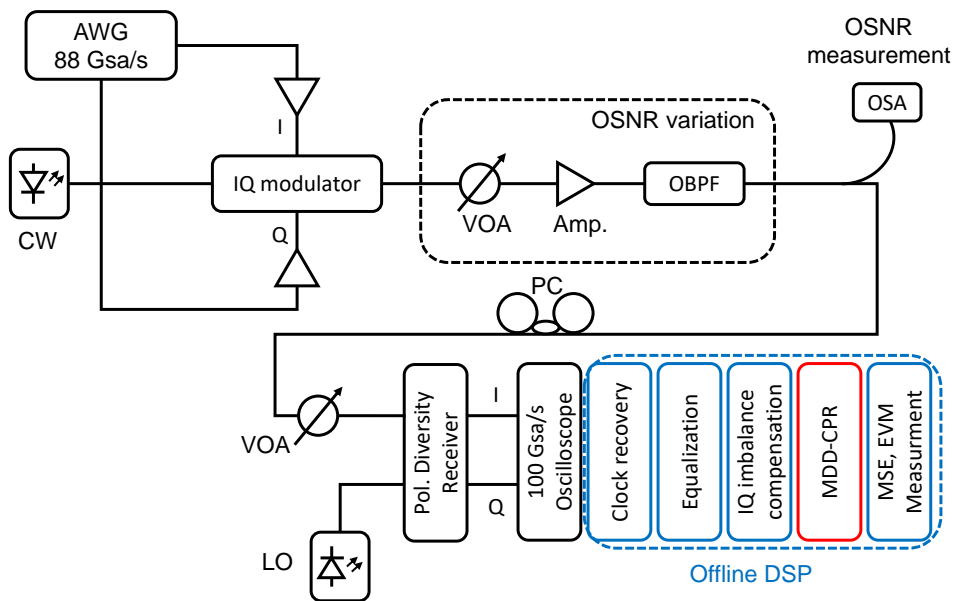 AWG
88 Gsa/s
OSNR
measurement
OSA
I
OSNR variation
IQ modulator
OBPF
VOA
Amp.
CW
Q
PC
VOA
LO
Pol. Diversity
Receiver
I
Q
100 Gsa/s
Oscilloscope
Clock recovery
Equalization
IQ imbalance
compensation
MDD-CPR
MSE, EVM
Measurment
Offline DSP